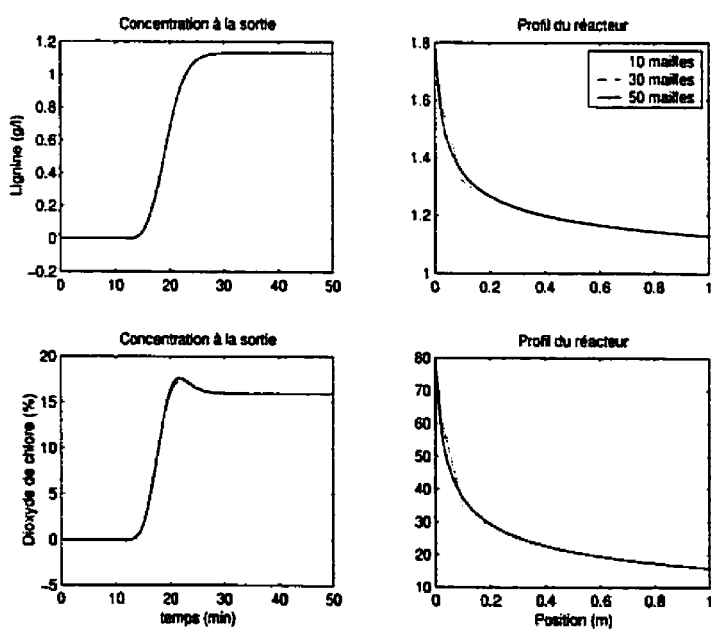 Concentration à la sortie
Lignine (g/l)
1.2
1
0.8
0.6
0.4
0.2
0
-0.2
0 10 20 30 40 50
Profil du réacteur
10 mailles
30 mailles
50 mailles
1.8
1.6
1.4
1.2
1
0 0.2 0.4 0.6 0.8 1
Concentration à la sortie
Dioxyde de chlore (%)
20
15
10
5
0
-5
0 10 20 30 40 50
temps (min)
Profil du réacteur
80
70
60
50
40
30
20
10
0 0.2 0.4 0.6 0.8 1
Position (m)